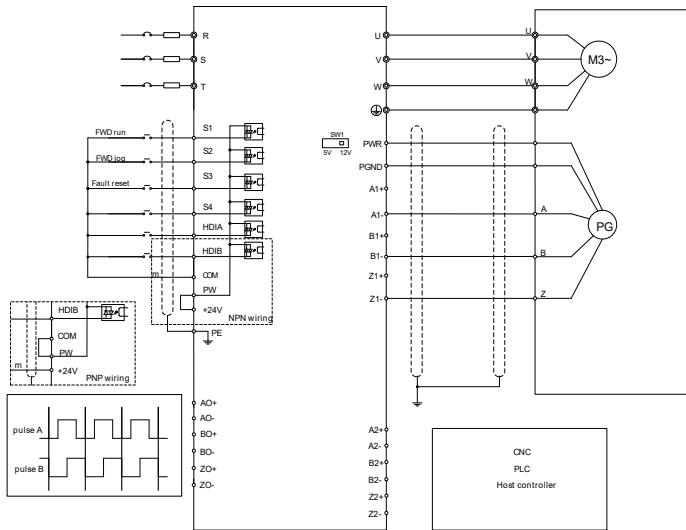 R
S
T
U
V
W
U
V
W
M3~
FWD run
S1
FWD jog
S2
Fault reset
S3
S4
HDIA
HDIB
m
COM
PW
+24V
NPN wiring
PE
SW1
5V 12V
PWR
PGND
A1+
A1-
B1+
B1-
Z1+
Z1-
A
B
Z
PG
HDIB
COM
PW
m
+24V
PNP wiring
pulse A
pulse B
AO+
AO-
BO+
BO-
ZO+
ZO-
A2+
A2-
B2+
B2-
Z2+
Z2-
CNC
PLC
Host controller